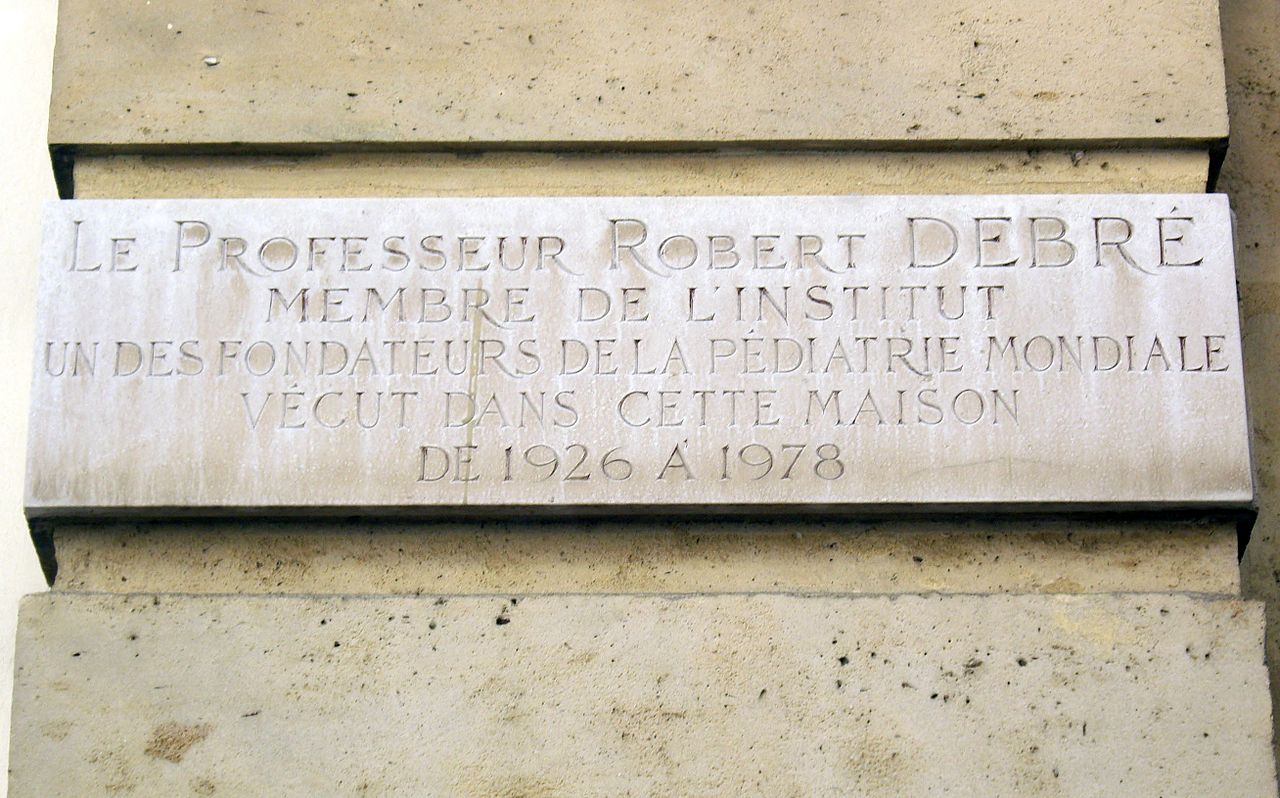 LE PROFESSEUR ROBERT DEBRÉ
MEMBRE DE L'INSTITUT
UN DES FONDATEURS DE LA PÉDIATRIE MONDIALE
VÉCUT DANS CETTE MAISON
DE 1926 À 1978